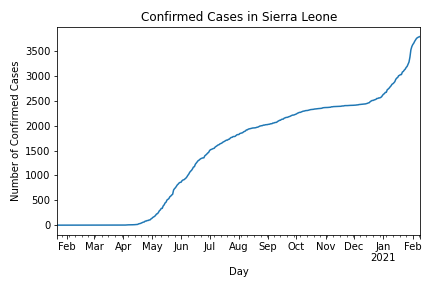 Confirmed Cases in Sierra Leone
Number of Confirmed Cases
3500
3000
2500
2000
1500
1000
500
0
Feb Mar Apr May Jun Jul Aug Sep Oct Nov Dec Jan Feb
2021
Day